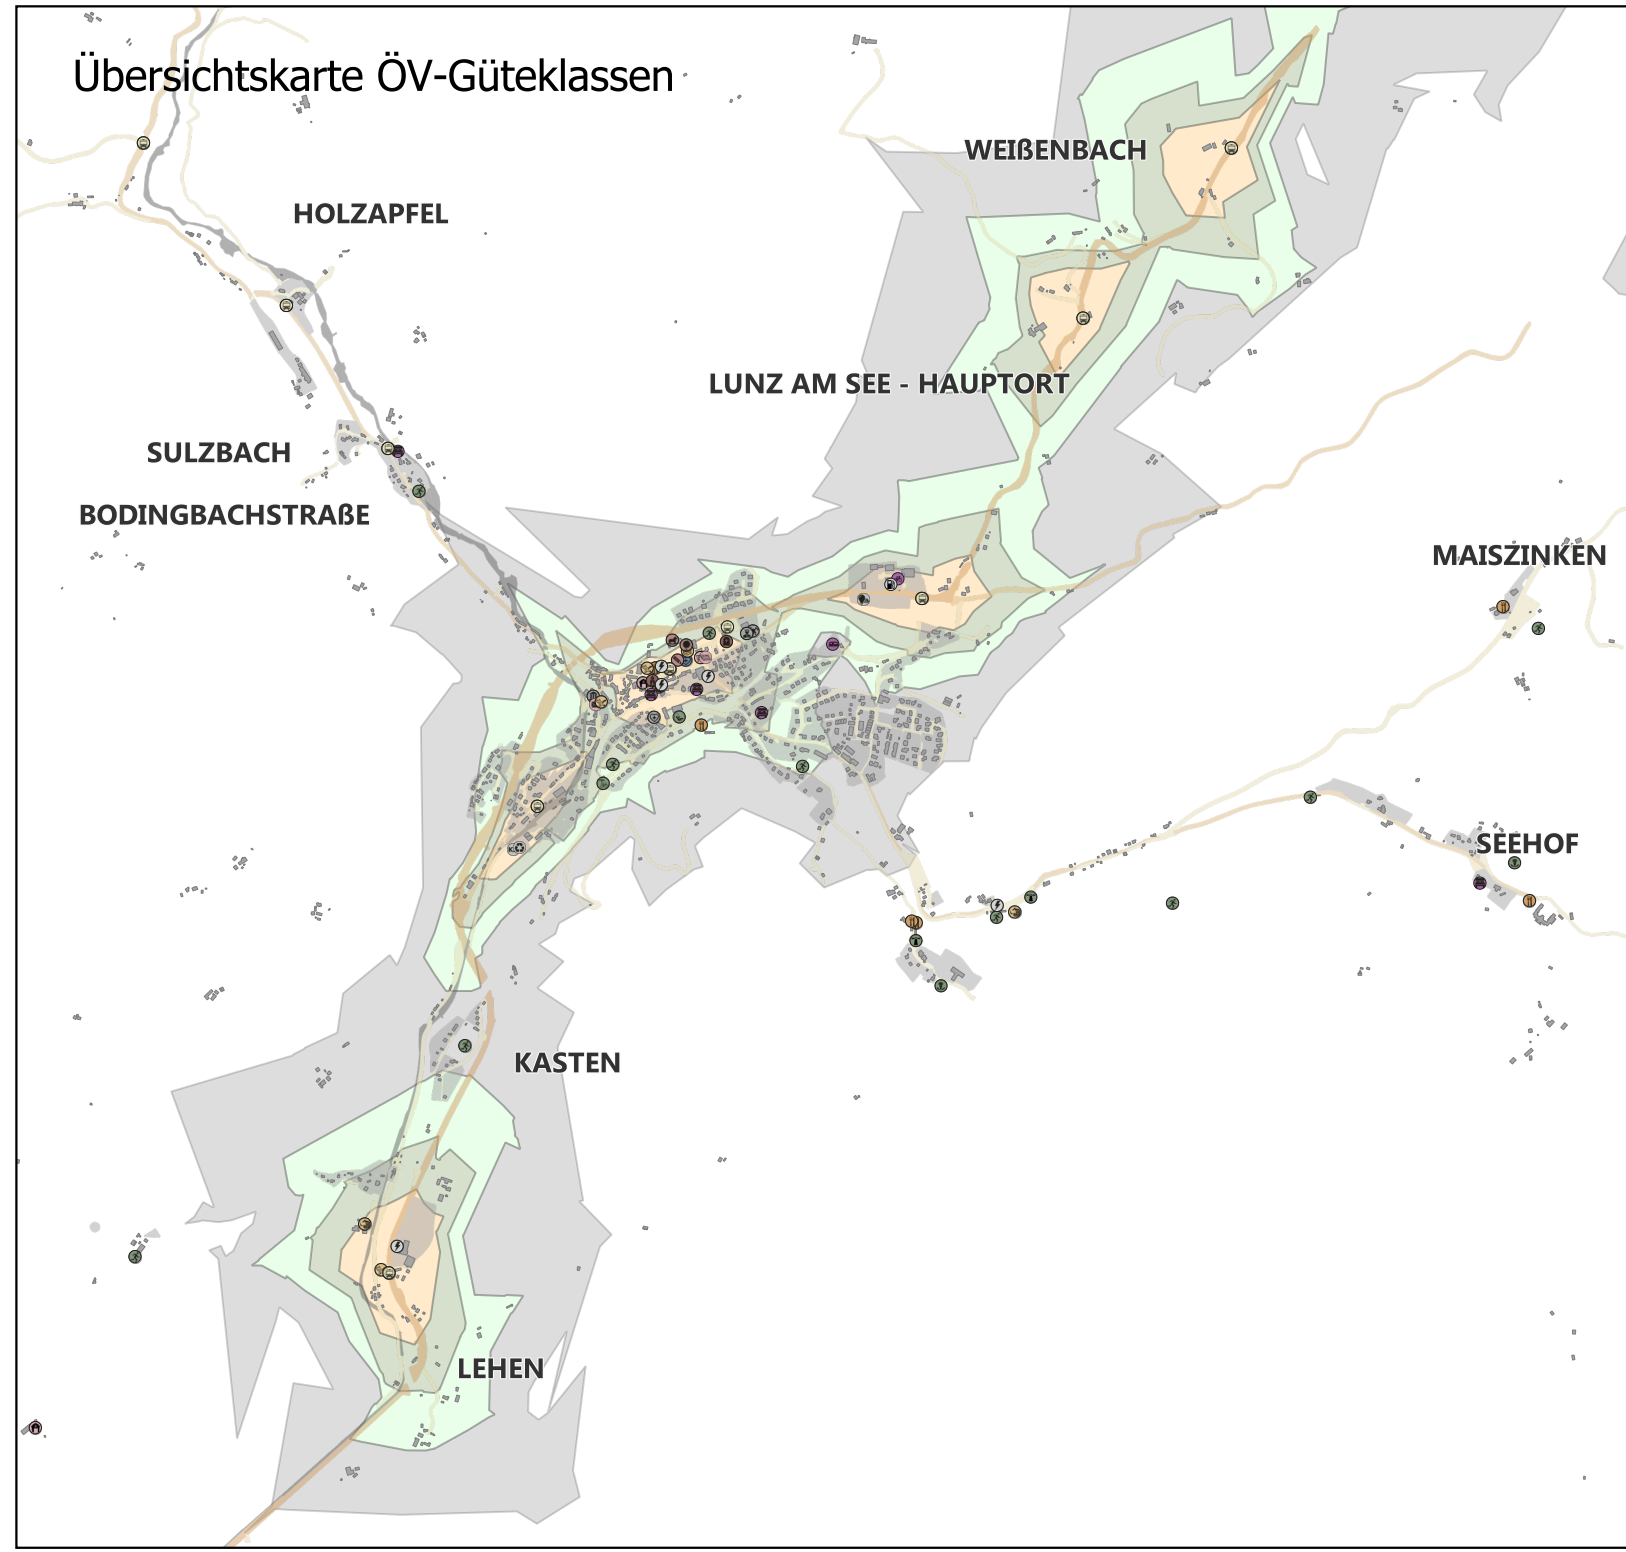 Übersichtskarte ÖV-Güteklassen
WEIßENBACH
HOLZAPFEL
LUNZ AM SEE - HAUPTORT
SULZBACH
BODINGBACHSTRAßE
MAISZINKEN
SEEHOF
KASTEN
LEHEN